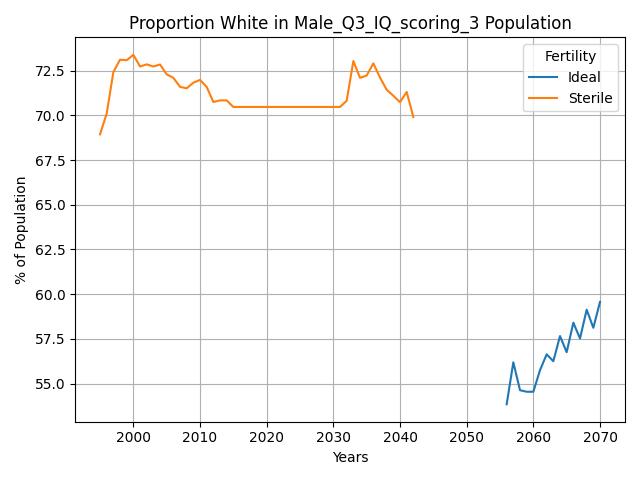 Proportion White in Male_Q3_IQ_scoring_3 Population
Fertility
Ideal
Sterile
% of Population
72.5
70.0
67.5
65.0
62.5
60.0
57.5
55.0
2000 2010 2020 2030 2040 2050 2060 2070
Years